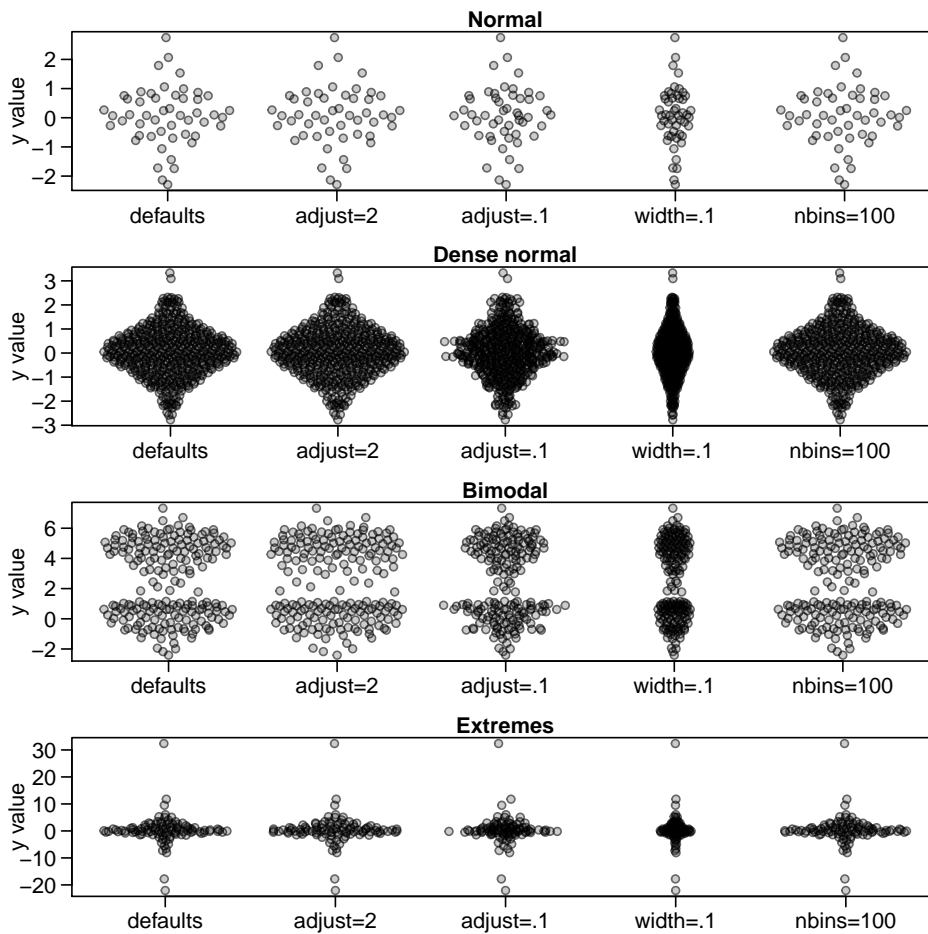 Normal
y value
2
1
0
−1
−2
defaults adjust=2 adjust=.1 width=.1 nbins=100
Dense normal
y value
3
2
1
0
−1
−2
−3
defaults adjust=2 adjust=.1 width=.1 nbins=100
Bimodal
y value
6
4
2
0
−2
defaults adjust=2 adjust=.1 width=.1 nbins=100
Extremes
y value
30
20
10
0
−10
−20
defaults adjust=2 adjust=.1 width=.1 nbins=100